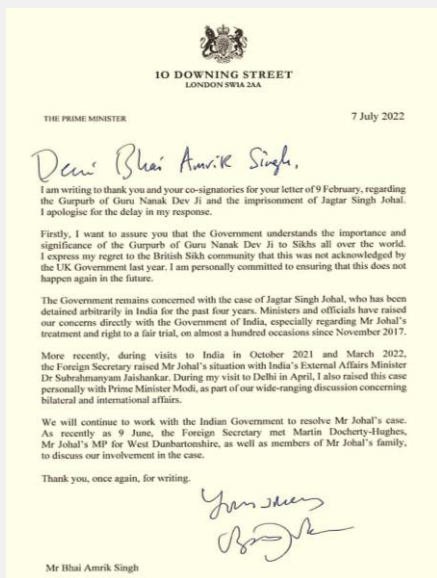 10 DOWNING STREET
LONDON SW1A 2AA
THE PRIME MINISTER
7 July 2022
Bhai Amrik Singh,
I am writing to thank you and your co-signatories for your letter of 9 February, regarding
the Gurpurb of Guru Nanak Dev Ji and the imprisonment of Jagtar Singh Johal.
I apologise for the delay in my response.
Firstly, I want to assure you that the Government understands the importance and
significance of the Gurpurb of Guru Nanak Dev Ji to Sikhs all over the world.
I express my regret to the British Sikh community that this was not acknowledged by
the UK Government last year. I am personally committed to ensuring that this does not
happen again in the future.
The Government remains concerned with the case of Jagtar Singh Johal, who has been
detained arbitrarily in India for the past four years. Ministers and officials have raised
our concerns directly with the Government of India, especially regarding Mr Johal's
treatment and right to a fair trial, on almost a hundred occasions since November 2017.
More recently, during visits to India in October 2021 and March 2022,
the Foreign Secretary raised Mr Johal's situation with India's External Affairs Minister
Dr Subrahmanyam Jaishankar. During my visit to Delhi in April, I also raised this case
personally with Prime Minister Modi, as part of our wide-ranging discussion concerning
bilateral and international affairs.
We will continue to work with the Indian Government to resolve Mr Johal's case.
As recently as 9 June, the Foreign Secretary met Martin Docherty-Hughes,
Mr Johal's MP for West Dunbartonshire, as well as members of Mr Johal's family,
to discuss our involvement in the case.
Thank you, once again, for writing.
Mr Bhai Amrik Singh